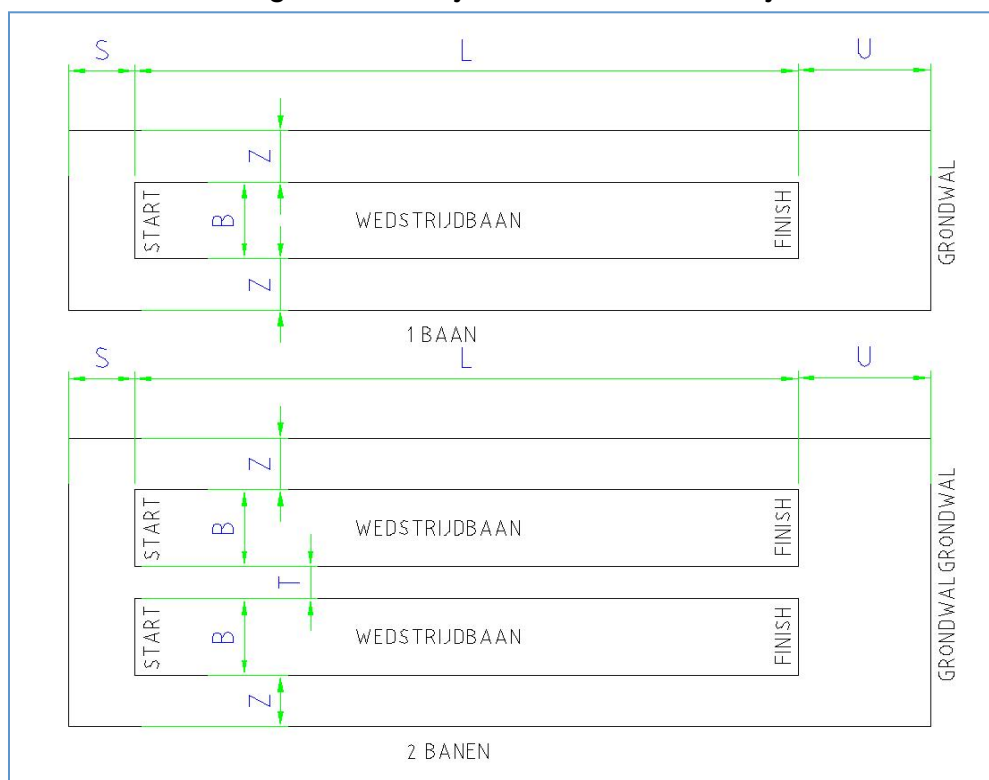 S L U
Z
START B WEDSTRIJDBAAN FINISH GRONDWAL
Z
1 BAAN
S L U
Z
START B WEDSTRIJDBAAN FINISH GRONDWAL
T
START B WEDSTRIJDBAAN FINISH GRONDWAL
Z
2 BANEN